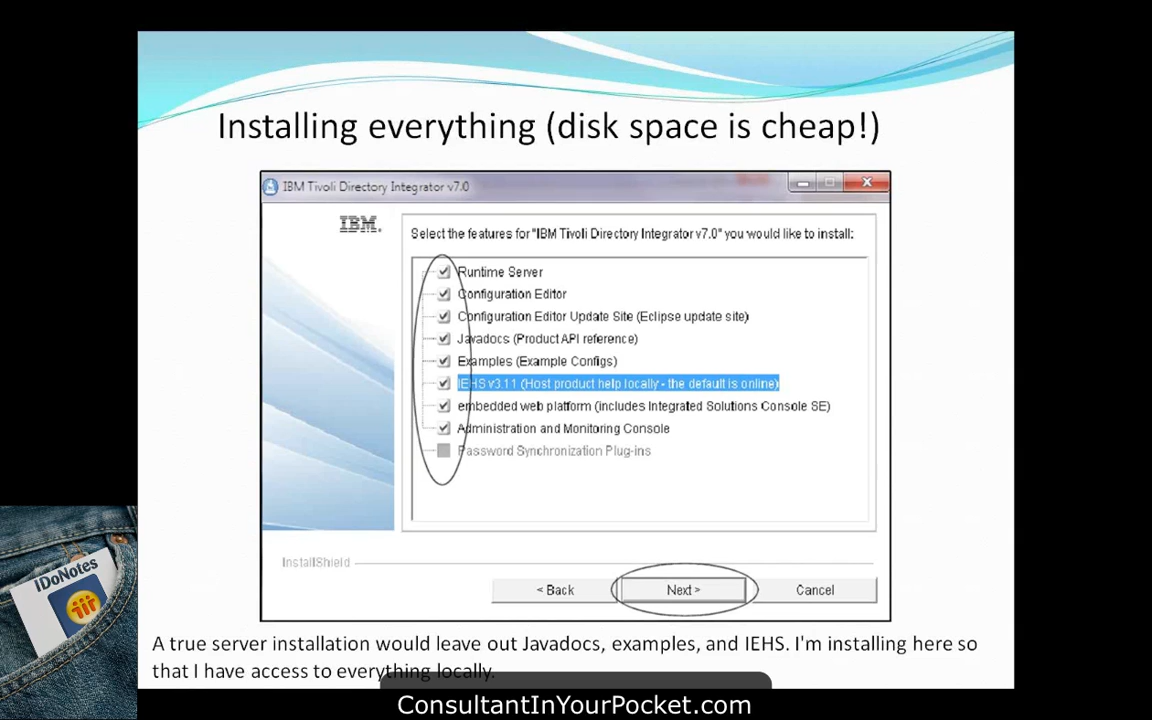 Installing everything (disk space is cheap!)
IBM Tivoli Directory Integrator v7.0
IBM.
Select the features for "IBM Tivoli Directory Integrator v7.0" you would like to install:
Runtime Server
Configuration Editor
Configuration Editor Update Site (Eclipse update site)
Javadocs (Product API reference)
Examples (Example Configs)
IEHS v3.11 (Host product help locally - the default is online)
embedded web platform (includes Integrated Solutions Console SE)
Administration and Monitoring Console
Password Synchronization Plug-ins
InstallShield
< Back
Next >
Cancel
IDoNotes
A true server installation would leave out Javadocs, examples, and IEHS. I'm installing here so
that I have access to everything locally.
ConsultantInYourPocket.com